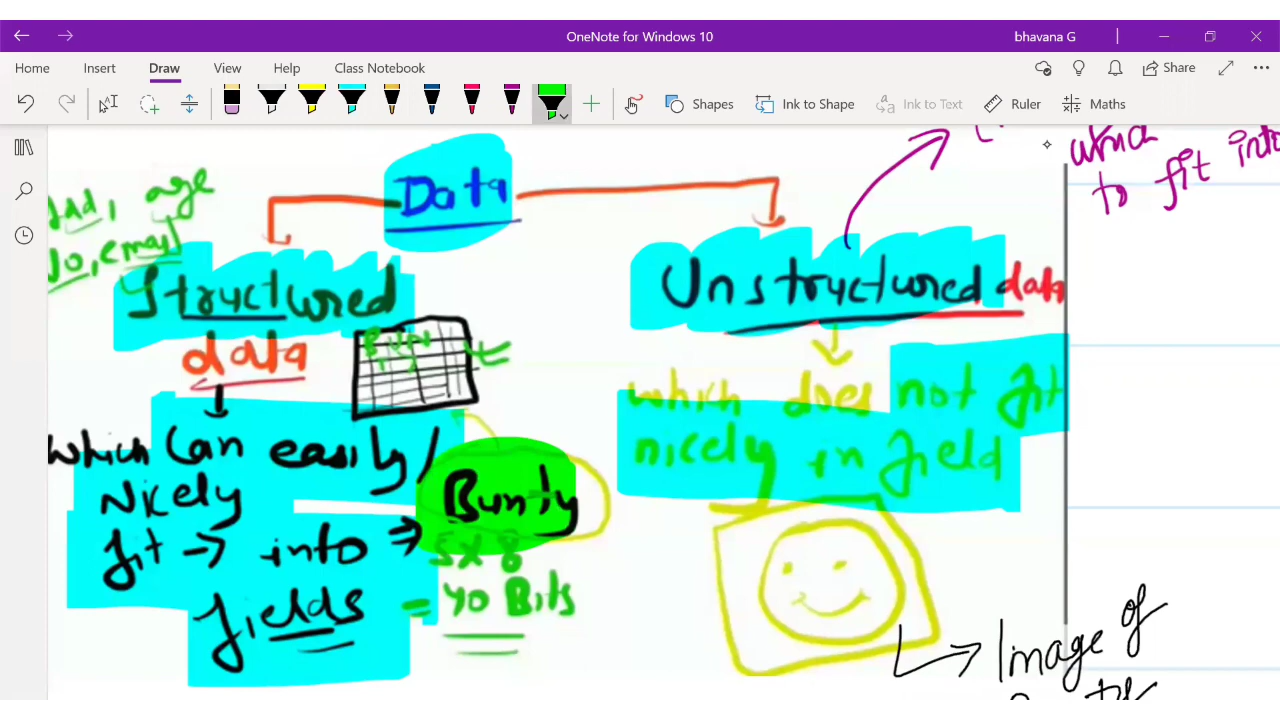 OneNote for Windows 10
bhavana G
Home Insert Draw View Help Class Notebook
Share
Shapes Ink to Shape Ink to Text Ruler Maths
which
to fit into
Data
age
email
Structured
data
Unstructured data
which does not fit
nicely in field
which can easily/
Nicely
fit → into ⇒
fields
Bunty
5 x 8
= 40 Bits
Image of